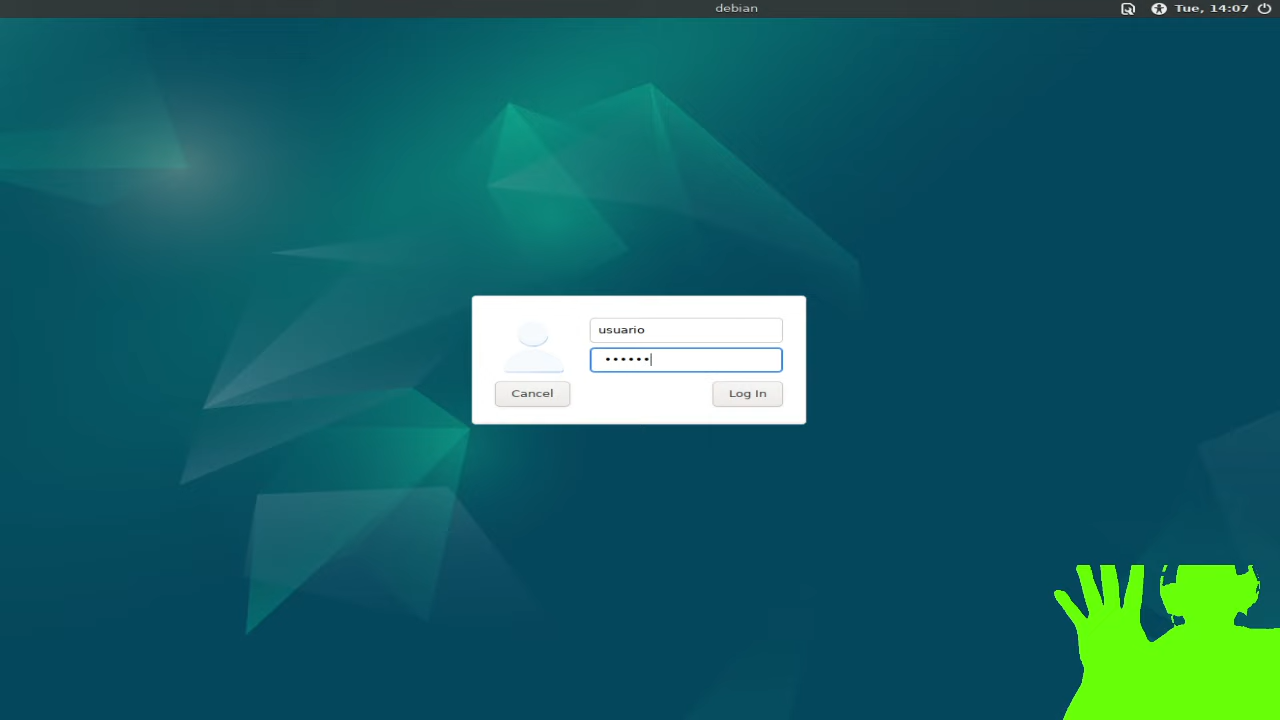 debian
Tue, 14:07
usuario
••••••
Cancel
Log In